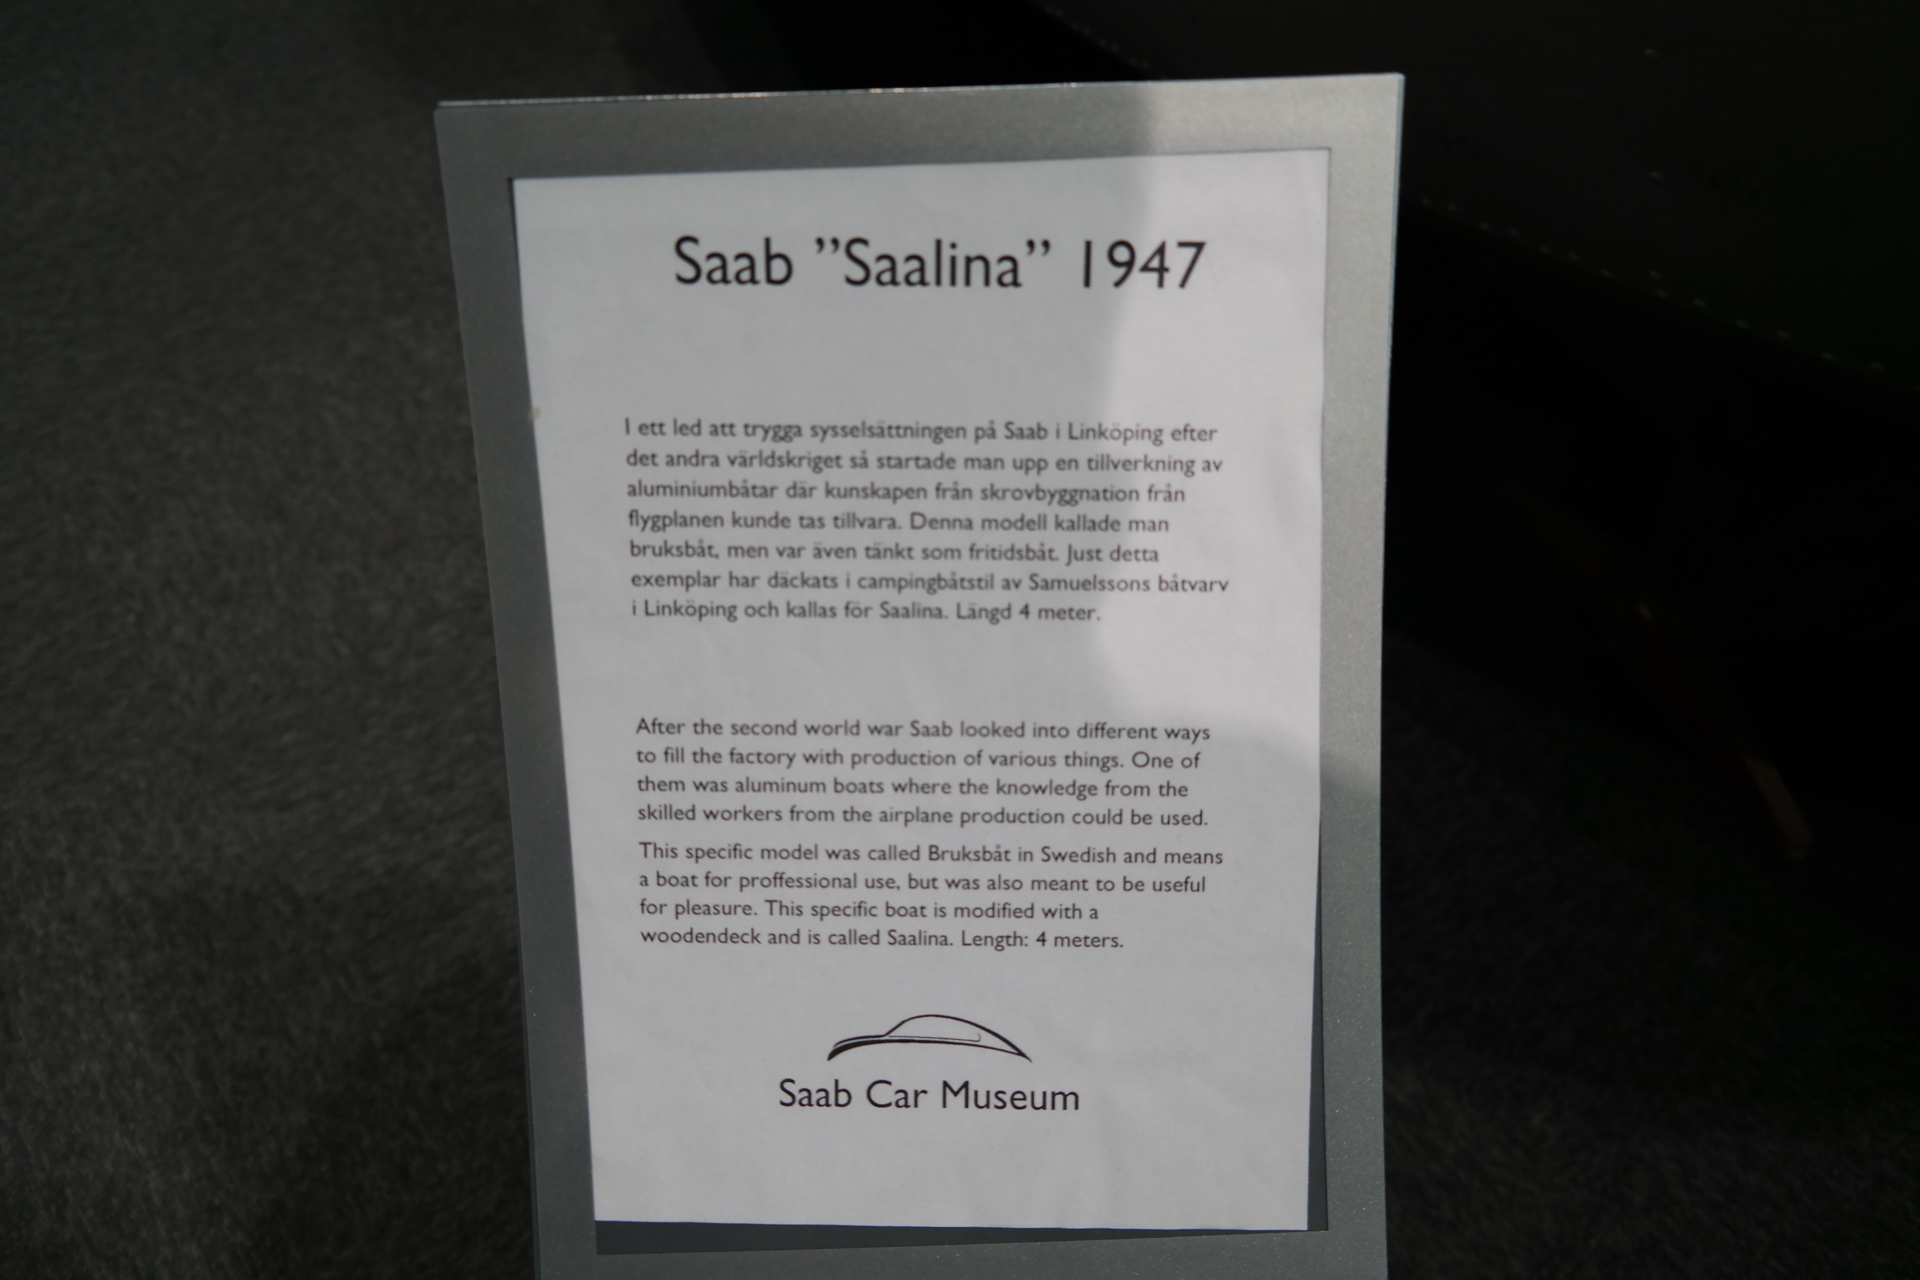 Saab ”Saalina” 1947
I ett led att trygga sysselsättningen på Saab i Linköping efter
det andra världskriget så startade man upp en tillverkning av
aluminiumbåtar där kunskapen från skrovbyggnation från
flygplanen kunde tas tillvara. Denna modell kallade man
bruksbåt, men var även tänkt som fritidsbåt. Just detta
exemplar har däckats i campingbåtstil av Samuelssons båtvarv
i Linköping och kallas för Saalina. Längd 4 meter.
After the second world war Saab looked into different ways
to fill the factory with production of various things. One of
them was aluminum boats where the knowledge from the
skilled workers from the airplane production could be used.
This specific model was called Bruksbåt in Swedish and means
a boat for proffessional use, but was also meant to be useful
for pleasure. This specific boat is modified with a
woodendeck and is called Saalina. Length: 4 meters.
Saab Car Museum